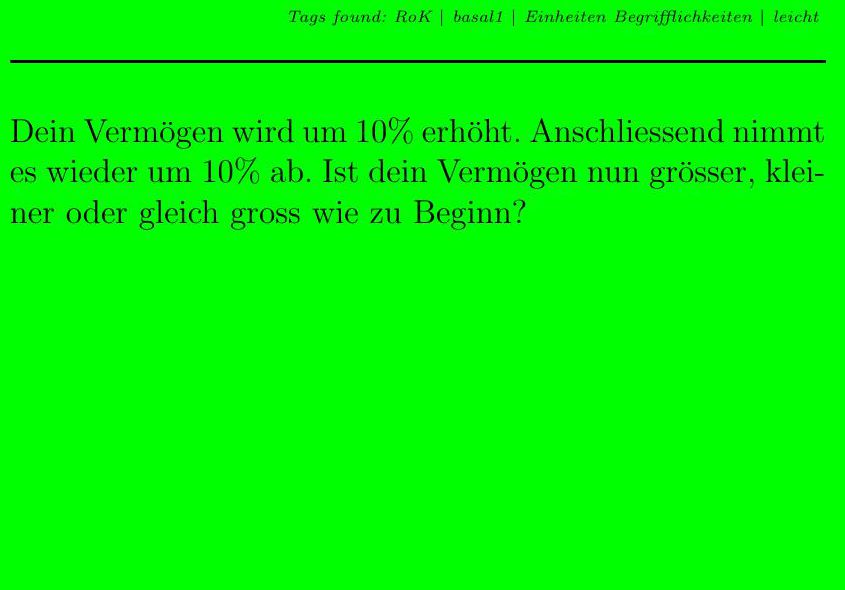 Tags found: RoK | basal1 | Einheiten Begrifflichkeiten | leicht
Dein Vermögen wird um 10% erhöht. Anschliessend nimmt
es wieder um 10% ab. Ist dein Vermögen nun grösser, klei-
ner oder gleich gross wie zu Beginn?